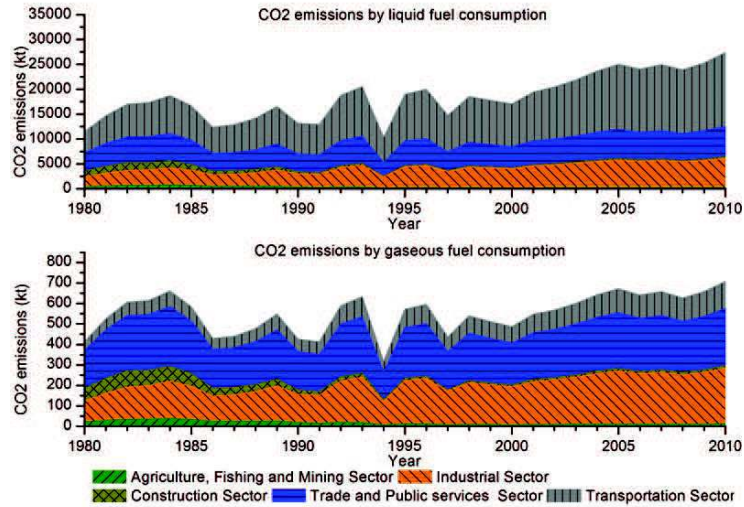 CO2 emissions by liquid fuel consumption
CO2 emissions (kt)
35000
30000
25000
20000
15000
10000
5000
0
1980 1985 1990 1995 2000 2005 2010
Year
CO2 emissions by gaseous fuel consumption
CO2 emissions (kt)
800
700
600
500
400
300
200
100
0
1980 1985 1990 1995 2000 2005 2010
Year
Agriculture, Fishing and Mining Sector Industrial Sector
Construction Sector Trade and Public services Sector Transportation Sector